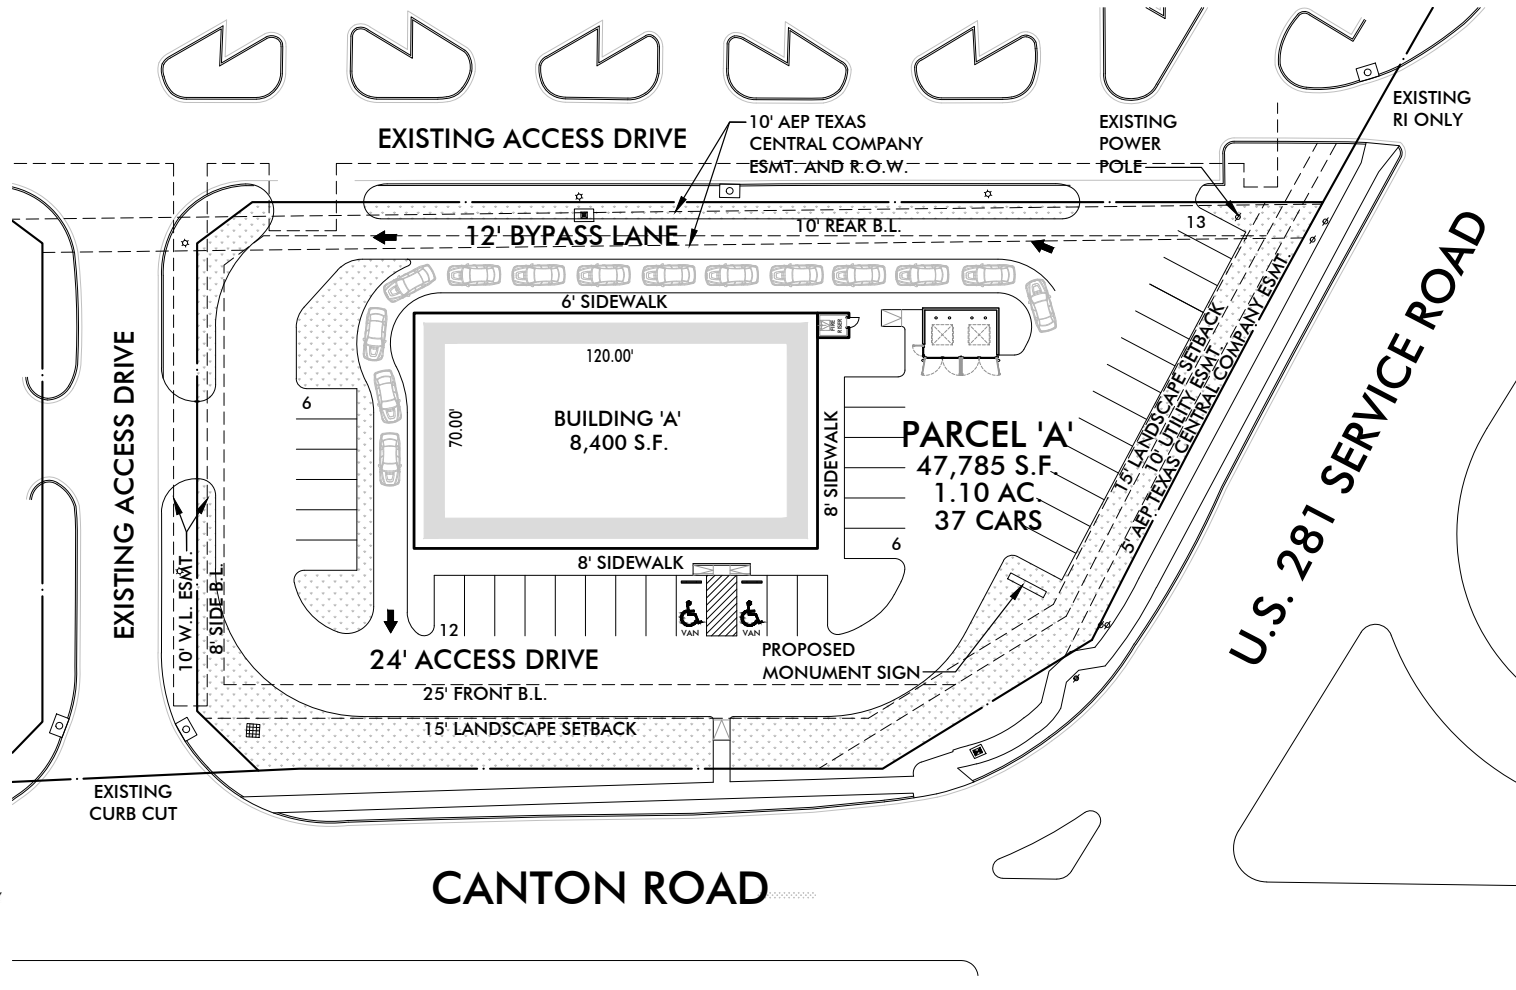 EXISTING ACCESS DRIVE
10' AEP TEXAS
CENTRAL COMPANY
ESMT. AND R.O.W.
EXISTING
POWER
POLE
EXISTING
RI ONLY
13
10' REAR B.L.
12' BYPASS LANE
6' SIDEWALK
FIRE
RISER
120.00'
70.00'
BUILDING 'A'
8,400 S.F.
8' SIDEWALK
6
PARCEL 'A'
47,785 S.F.
1.10 AC.
37 CARS
6
15' LANDSCAPE SETBACK
10' UTILITY ESMT.
5' AEP TEXAS CENTRAL COMPANY ESMT.
U.S. 281 SERVICE ROAD
EXISTING ACCESS DRIVE
10' W.L. ESMT.
8' SIDE B.L.
8' SIDEWALK
12
VAN
VAN
24' ACCESS DRIVE
PROPOSED
MONUMENT SIGN
25' FRONT B.L.
15' LANDSCAPE SETBACK
EXISTING
CURB CUT
CANTON ROAD